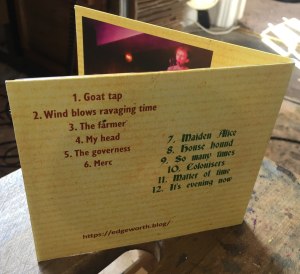 1. Goat tap
2. Wind blows ravaging time
3. The farmer
4. My head
5. The governess
6. Merc
7. Maiden Alice
8. House bound
9. So many times
10. Colonisers
11. Matter of time
12. It's evening now
https://edgeworth.blog/